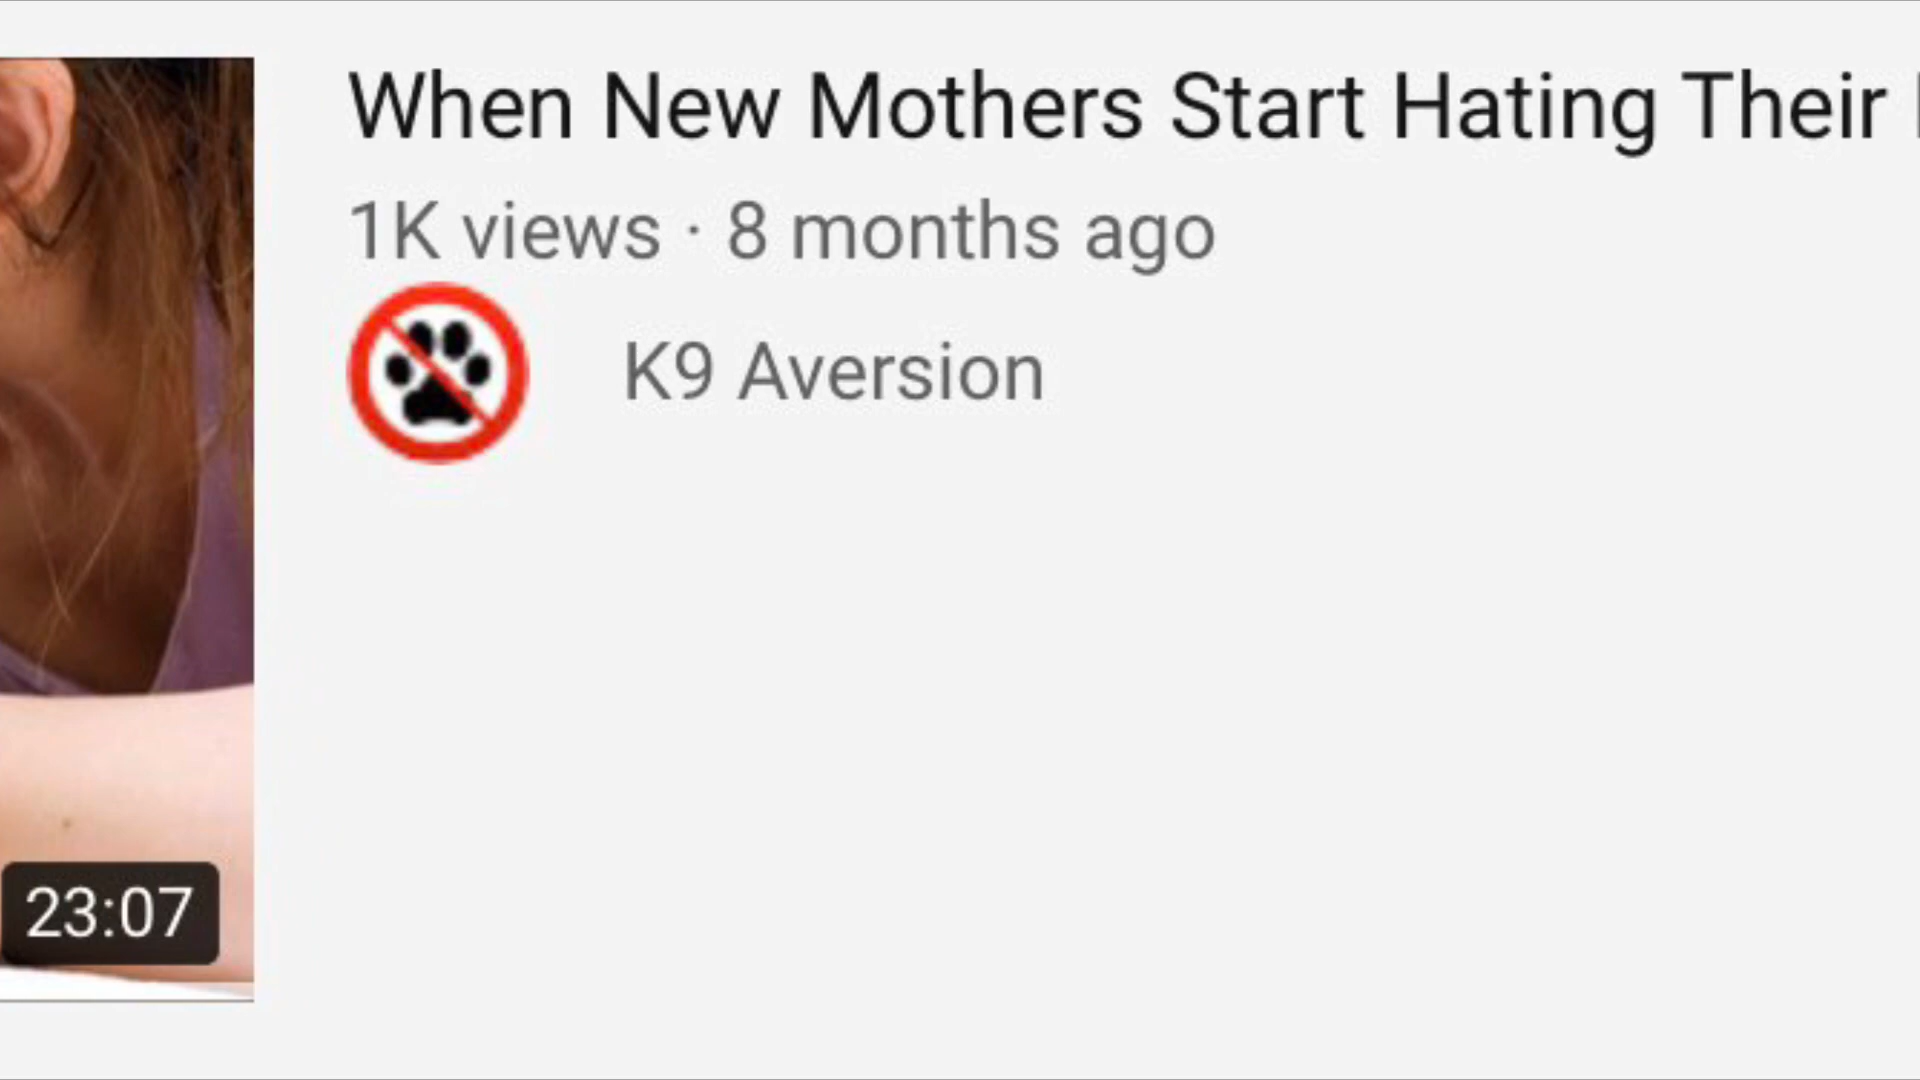 When New Mothers Start Hating Their
1K views · 8 months ago
K9 Aversion
23:07